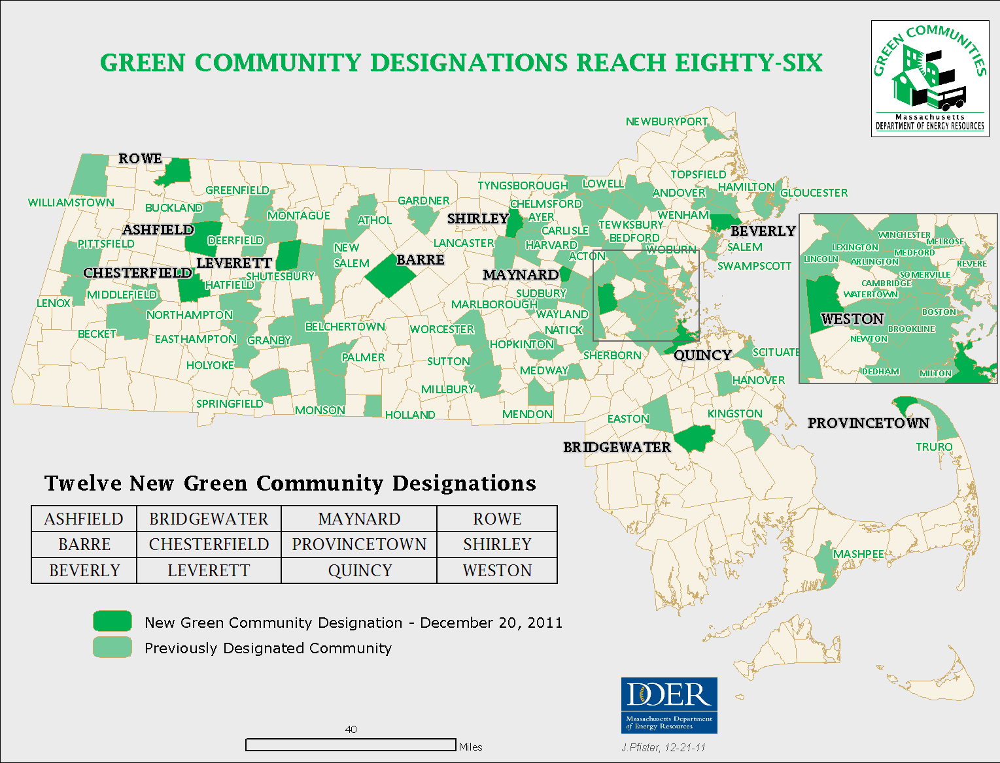 GREEN COMMUNITY DESIGNATIONS REACH EIGHTY-SIX
GREEN COMMUNITIES
Massachusetts
DEPARTMENT OF ENERGY RESOURCES
NEWBURYPORT
ROWE
TOPSFIELD
TYNGSBOROUGH
LOWELL
HAMILTON
GREENFIELD
ANDOVER
GLOUCESTER
WILLIAMSTOWN
GARDNER
CHELMSFORD
BUCKLAND
MONTAGUE
ATHOL
SHIRLEY
AYER
WENHAM
TEWKSBURY
ASHFIELD
CARLISLE
BEVERLY
DEERFIELD
BEDFORD
PITTSFIELD
NEW
SALEM
LANCASTER
HARVARD
WOBURN
SALEM
ACTON
LEVERETT
BARRE
SWAMPSCOTT
CHESTERFIELD
SHUTESBURY
MAYNARD
HATFIELD
MIDDLEFIELD
SUDBURY
LENOX
MARLBOROUGH
NORTHAMPTON
WAYLAND
BECKET
BELCHERTOWN
WORCESTER
NATICK
EASTHAMPTON
GRANBY
HOPKINTON
HOLYOKE
PALMER
SUTTON
SHERBORN
QUINCY
SCITUATE
MEDWAY
HANOVER
MILLBURY
SPRINGFIELD
MONSON
HOLLAND
MENDON
EASTON
KINGSTON
BRIDGEWATER
WINCHESTER
MELROSE
LEXINGTON
MEDFORD
LINCOLN
ARLINGTON
REVERE
SOMERVILLE
CAMBRIDGE
WATERTOWN
BOSTON
WESTON
BROOKLINE
NEWTON
DEDHAM
MILTON
PROVINCETOWN
TRURO
MASHPEE
Twelve New Green Community Designations
ASHFIELD BRIDGEWATER MAYNARD ROWE
BARRE CHESTERFIELD PROVINCETOWN SHIRLEY
BEVERLY LEVERETT QUINCY WESTON
New Green Community Designation - December 20, 2011
Previously Designated Community
DOER
Massachusetts Department
of Energy Resources
40
Miles
J.Pfister, 12-21-11